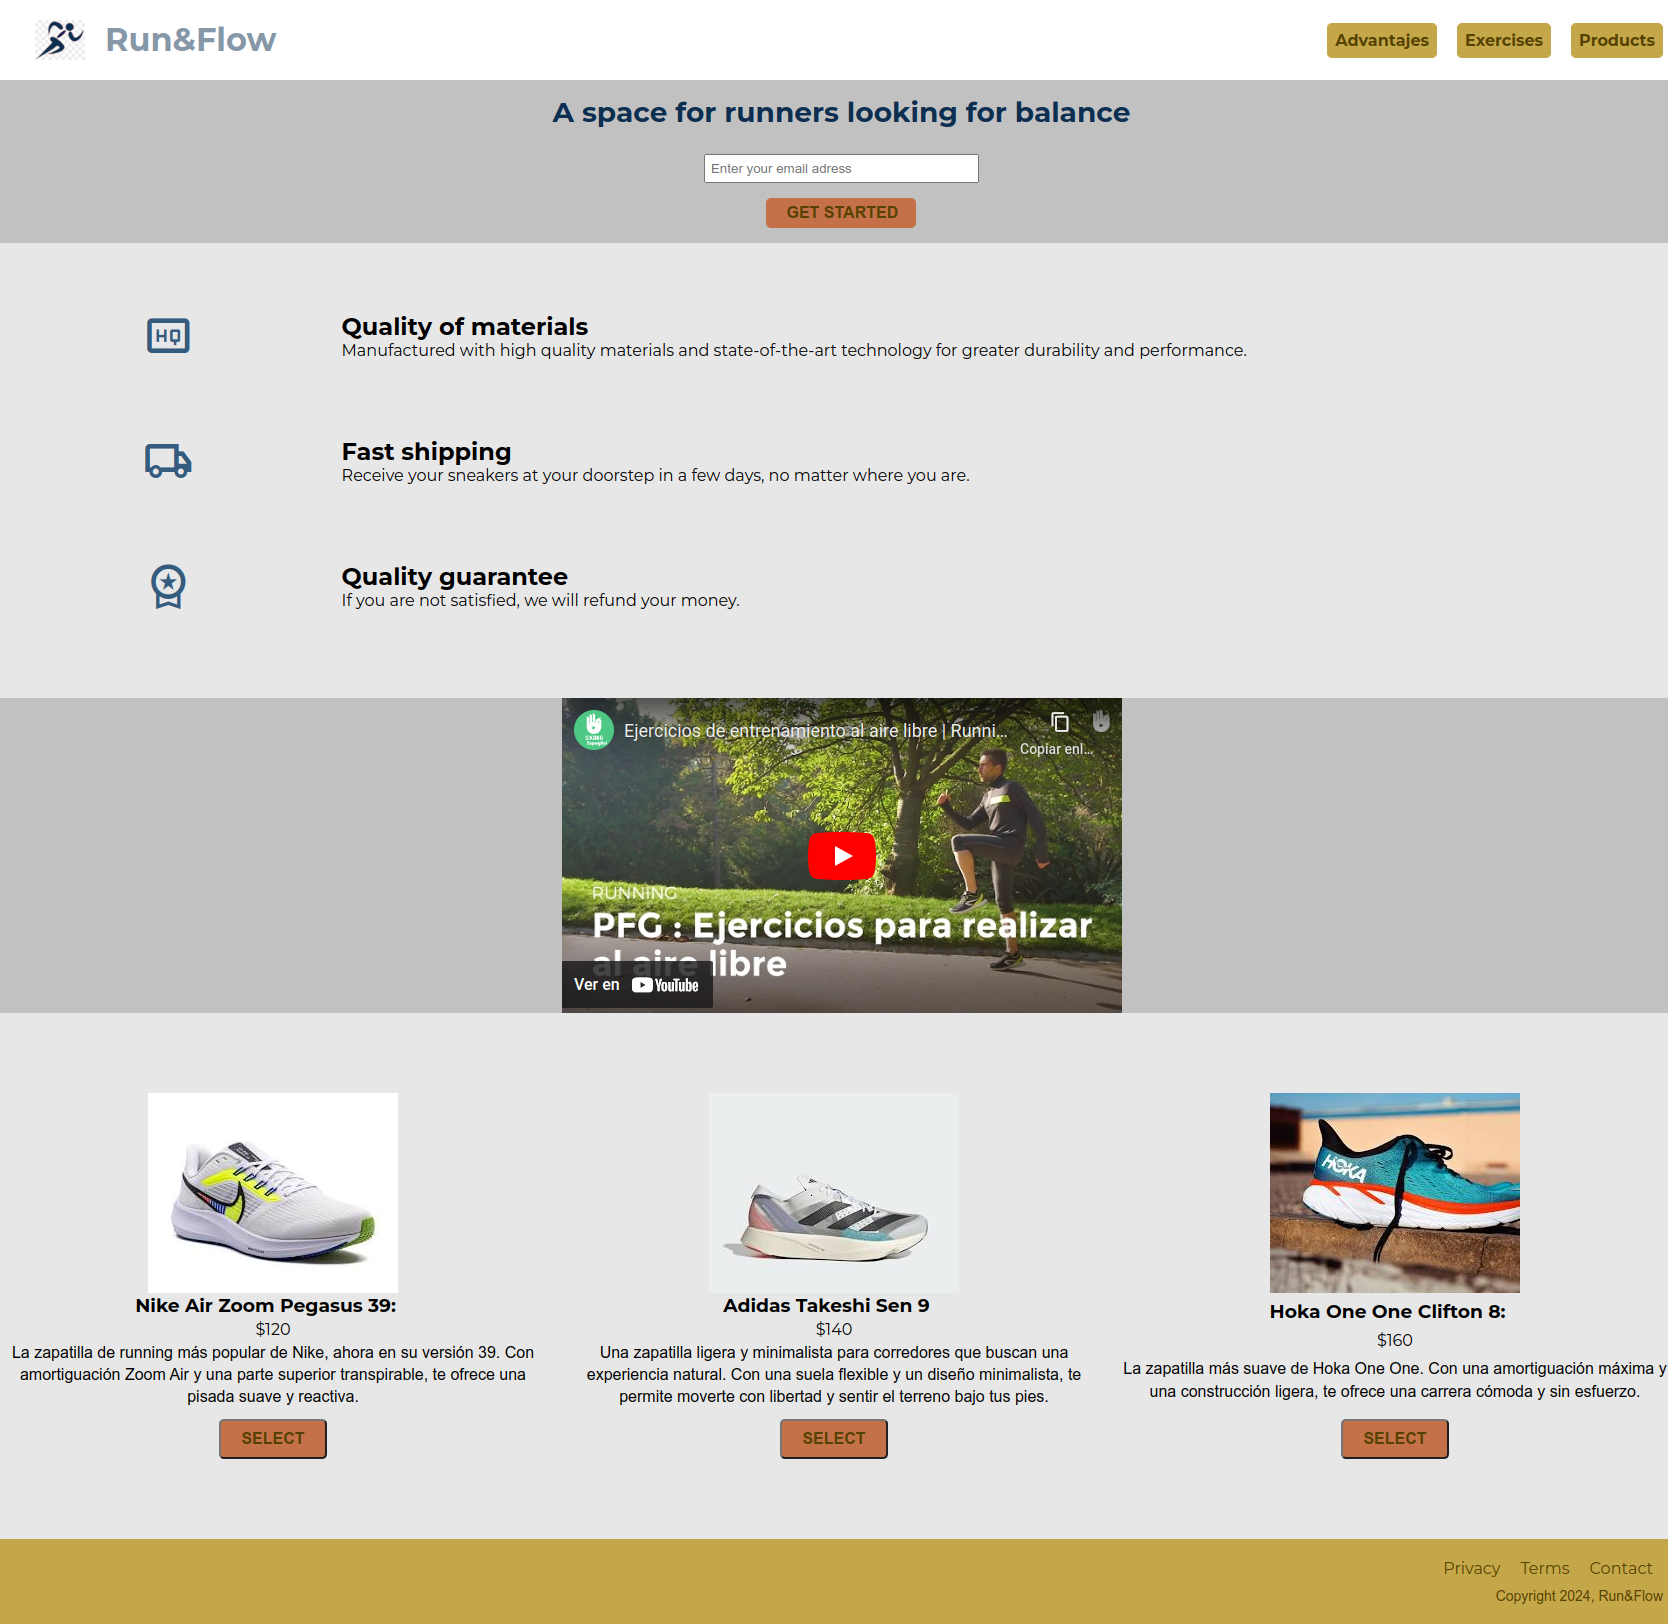 Run&Flow
Advantajes
Exercises
Products
A space for runners looking for balance
Enter your email adress
GET STARTED
HQ
Quality of materials
Manufactured with high quality materials and state-of-the-art technology for greater durability and performance.
Fast shipping
Receive your sneakers at your doorstep in a few days, no matter where you are.
Quality guarantee
If you are not satisfied, we will refund your money.
SIKANA
Español
Ejercicios de entrenamiento al aire libre | Runni...
Copiar enl...
RUNNING
PFG : Ejercicios para realizar
al aire libre
Ver en YouTube
HOKA
Nike Air Zoom Pegasus 39:
$120
La zapatilla de running más popular de Nike, ahora en su versión 39. Con
amortiguación Zoom Air y una parte superior transpirable, te ofrece una
pisada suave y reactiva.
SELECT
Adidas Takeshi Sen 9
$140
Una zapatilla ligera y minimalista para corredores que buscan una
experiencia natural. Con una suela flexible y un diseño minimalista, te
permite moverte con libertad y sentir el terreno bajo tus pies.
SELECT
Hoka One One Clifton 8:
$160
La zapatilla más suave de Hoka One One. Con una amortiguación máxima y
una construcción ligera, te ofrece una carrera cómoda y sin esfuerzo.
SELECT
Privacy
Terms
Contact
Copyright 2024, Run&Flow